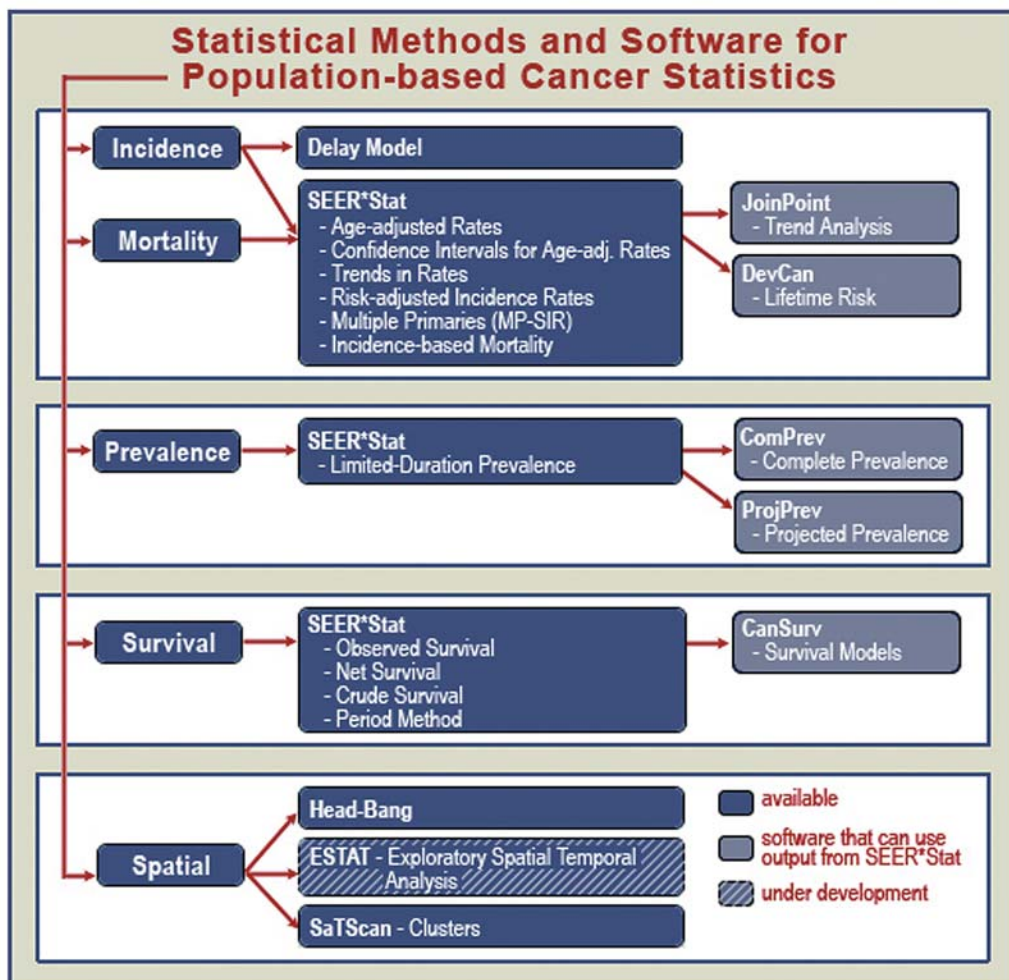 Statistical Methods and Software for
Population-based Cancer Statistics
Incidence
Delay Model
Mortality
SEER*Stat
- Age-adjusted Rates
- Confidence Intervals for Age-adj. Rates
- Trends in Rates
- Risk-adjusted Incidence Rates
- Multiple Primaries (MP-SIR)
- Incidence-based Mortality
JoinPoint
- Trend Analysis
DevCan
- Lifetime Risk
Prevalence
SEER*Stat
- Limited-Duration Prevalence
ComPrev
- Complete Prevalence
ProjPrev
- Projected Prevalence
Survival
SEER*Stat
- Observed Survival
- Net Survival
- Crude Survival
- Period Method
CanSurv
- Survival Models
Spatial
Head-Bang
ESTAT - Exploratory Spatial Temporal
Analysis
SaTScan - Clusters
available
software that can use
output from SEER*Stat
under development